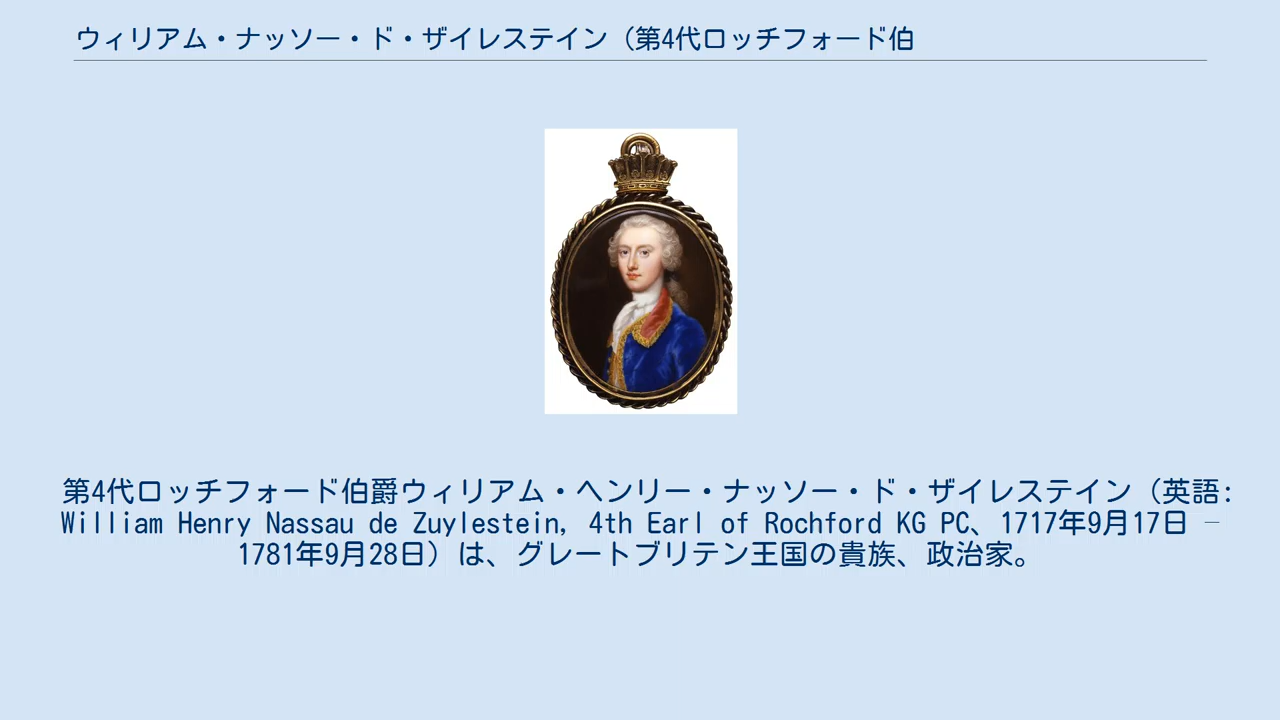 ウィリアム・ナッソー・ド・ザイレステイン（第4代ロッチフォード伯
第4代ロッチフォード伯爵ウィリアム・ヘンリー・ナッソー・ド・ザイレステイン（英語:
William Henry Nassau de Zuylestein, 4th Earl of Rochford KG PC、1717年9月17日 –
1781年9月28日）は、グレートブリテン王国の貴族、政治家。